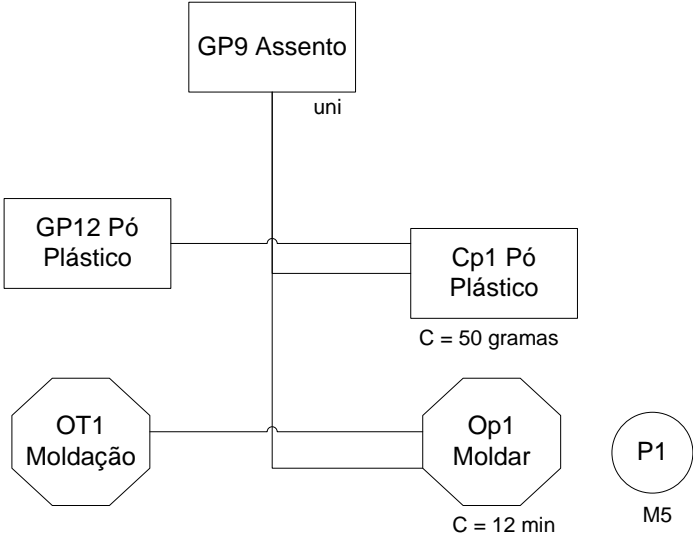 GP9 Assento
uni
GP12 Pó
Plástico
Cp1 Pó
Plástico
C = 50 gramas
OT1
Moldação
Op1
Moldar
P1
C = 12 min
M5